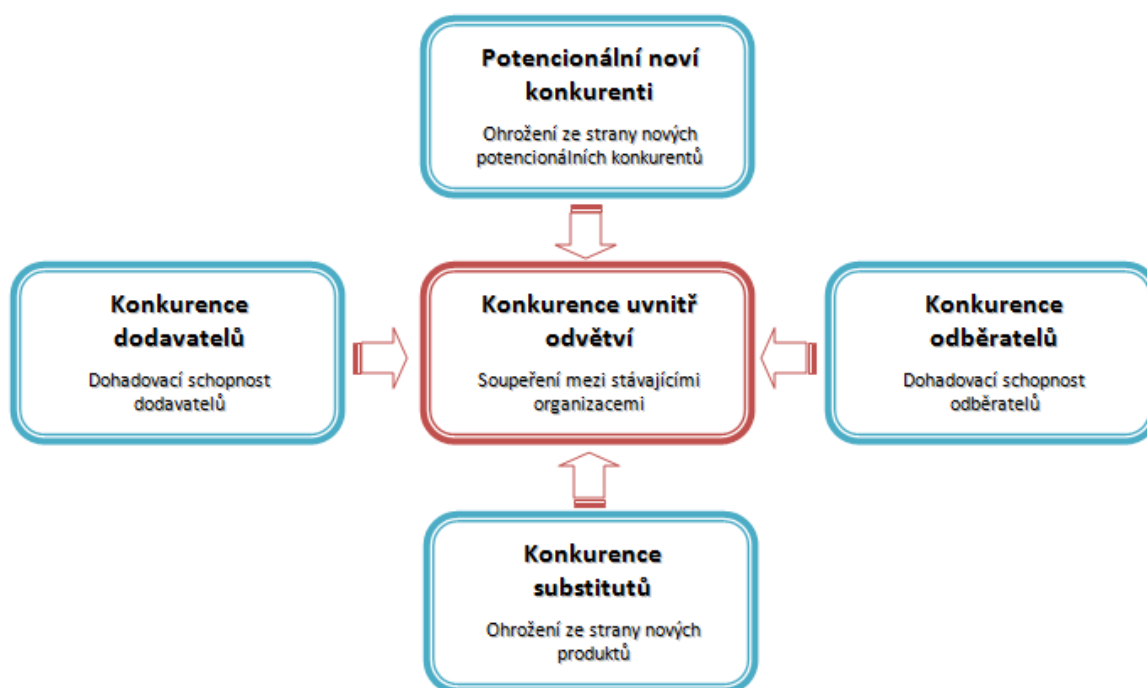 Potencionální noví
konkurenti
Ohrožení ze strany nových
potencionálních konkurentů
Konkurence
dodavatelů
Dohadovací schopnost
dodavatelů
Konkurence uvnitř
odvětví
Soupeření mezi stávajícími
organizacemi
Konkurence
odběratelů
Dohadovací schopnost
odběratelů
Konkurence
substitutů
Ohrožení ze strany nových
produktů